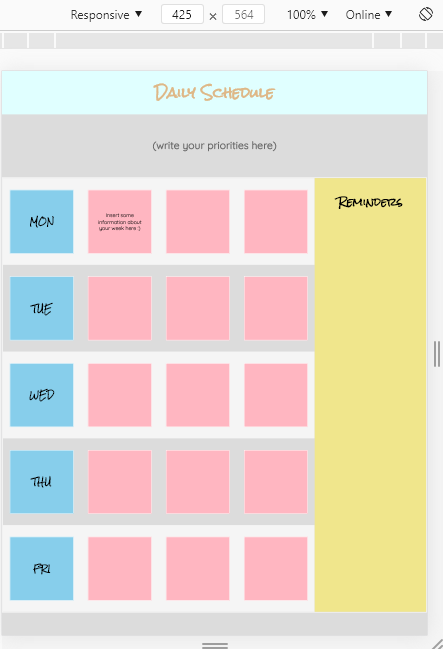 Responsive ▼ 425 × 564 100% ▼ Online ▼
Daily Schedule
(write your priorities here)
MON
Insert some
information about
your week here :)
Reminders
TUE
WED
THU
FRI